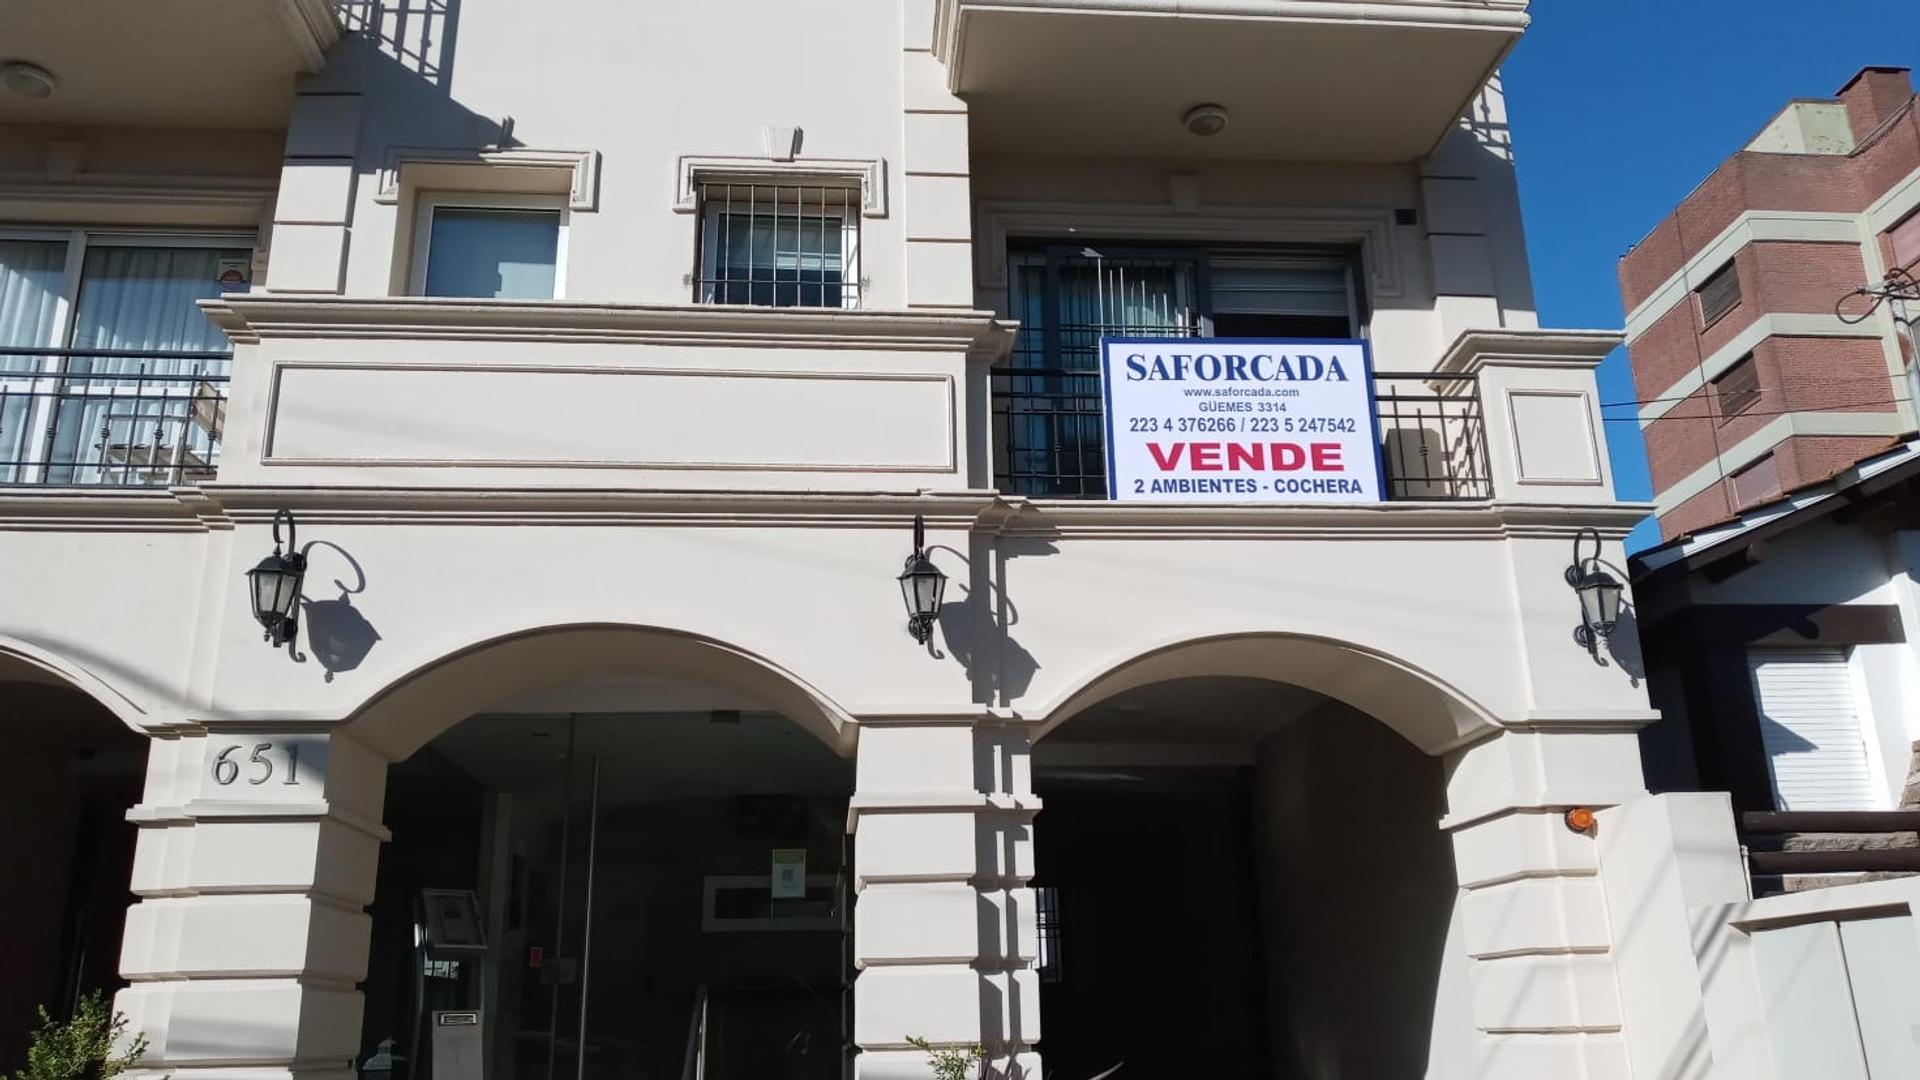 SAFORCADA
www.saforcada.com
GÜEMES 3314
223 4 376266 / 223 5 247542
VENDE
2 AMBIENTES - COCHERA
651